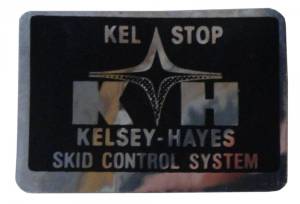 KEL STOP
KH
KELSEY-HAYES
SKID CONTROL SYSTEM